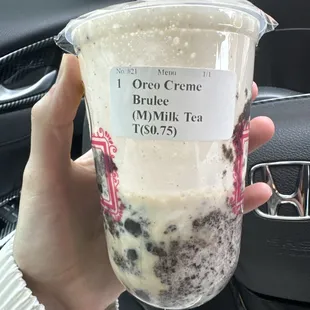 No 921 Menu 1/1
1 Oreo Creme
Brulee
(M)Milk Tea
T($0.75)